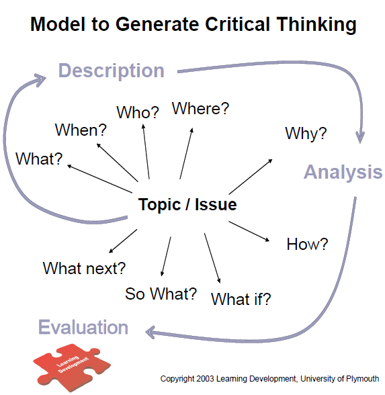 Model to Generate Critical Thinking
Description
Who? Where?
When?
Why?
What?
Analysis
Topic / Issue
How?
What next?
So What? What if?
Evaluation
Learning
Development
Copyright 2003 Learning Development, University of Plymouth